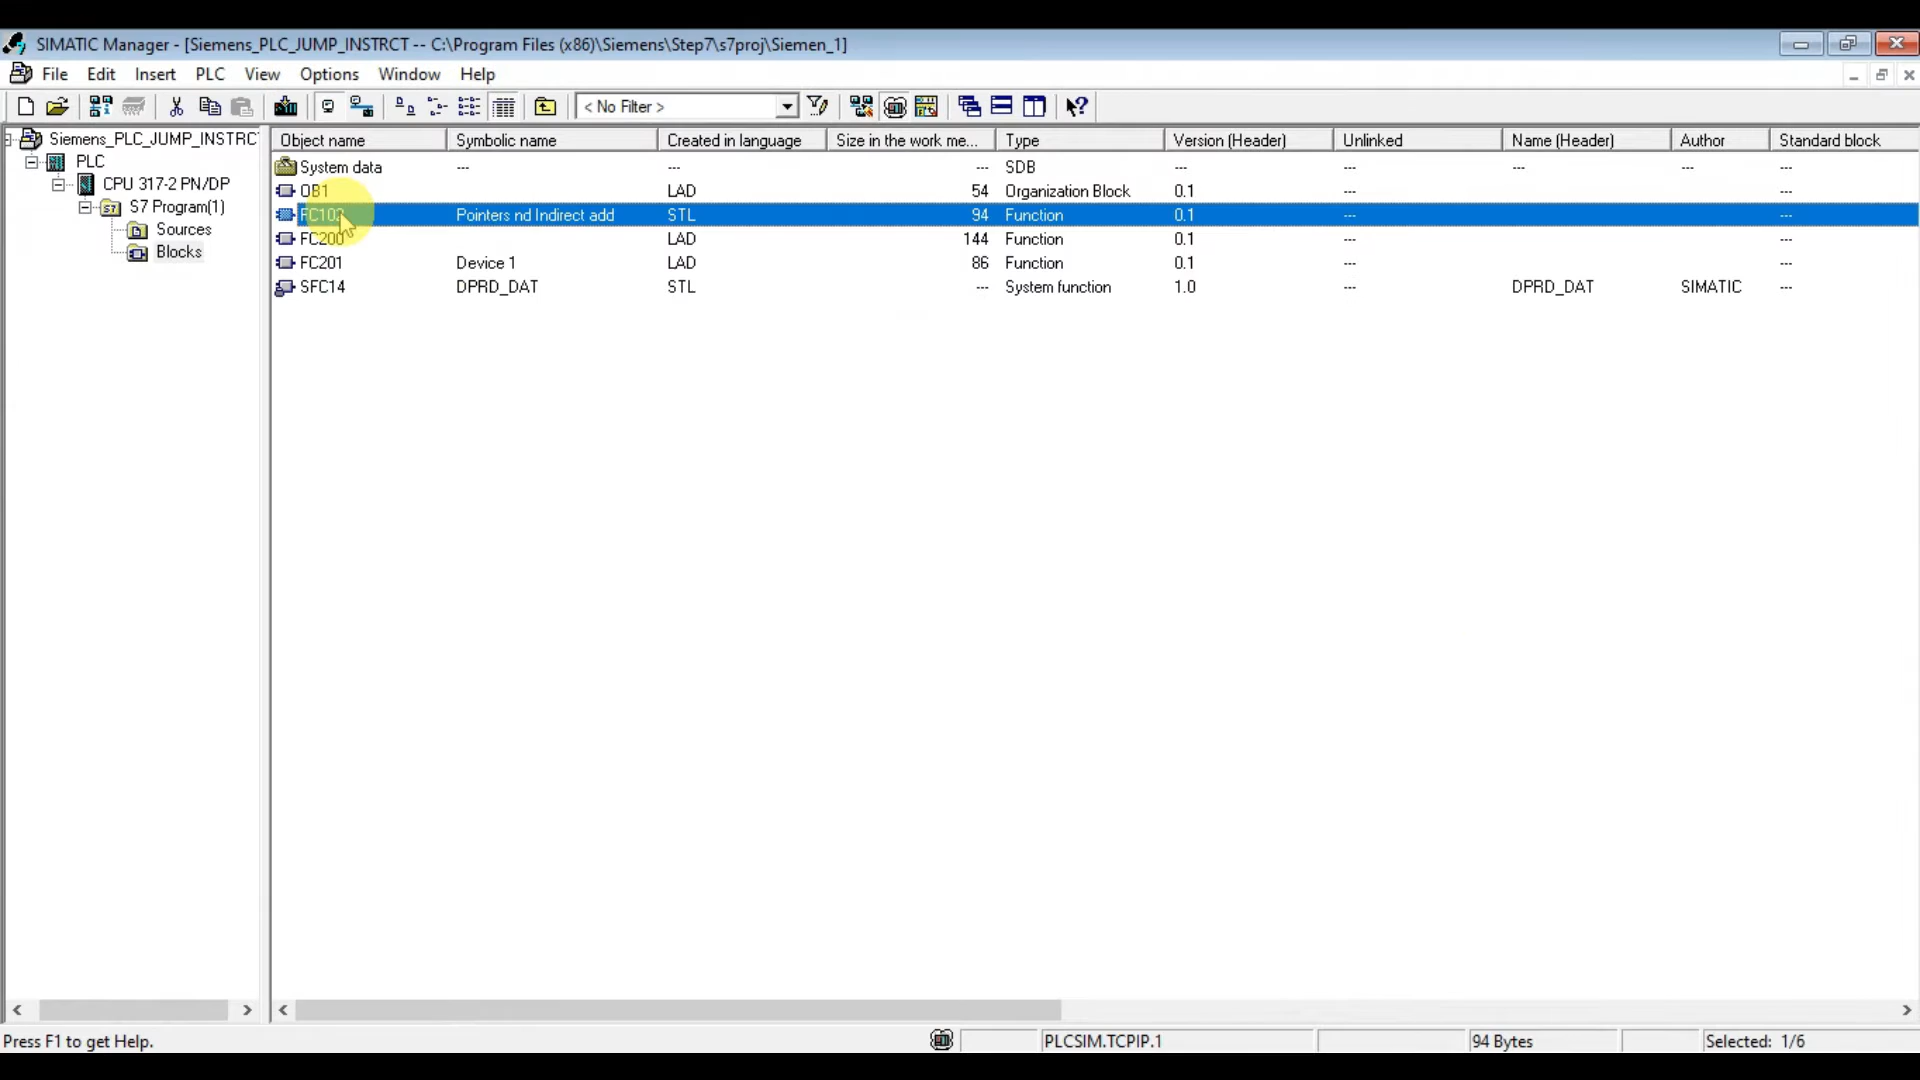 SIMATIC Manager - [Siemens_PLC_JUMP_INSTRCT -- C:\Program Files (x86)\Siemens\Step7\s7proj\Siemen_1]
File Edit Insert PLC View Options Window Help
< No Filter >
Siemens_PLC_JUMP_INSTRC
PLC
CPU 317-2 PN/DP
S7 Program(1)
Sources
Blocks
Object name Symbolic name Created in language Size in the work me... Type Version (Header) Unlinked Name (Header) Author Standard block
System data --- --- --- SDB --- --- --- --- ---
OB1 LAD 54 Organization Block 0.1 --- ---
FC102 Pointers nd Indirect add STL 94 Function 0.1 --- ---
FC200 LAD 144 Function 0.1 --- ---
FC201 Device 1 LAD 86 Function 0.1 --- ---
SFC14 DPRD_DAT STL --- System function 1.0 --- DPRD_DAT SIMATIC ---
Press F1 to get Help. PLCSIM.TCPIP.1 94 Bytes Selected: 1/6